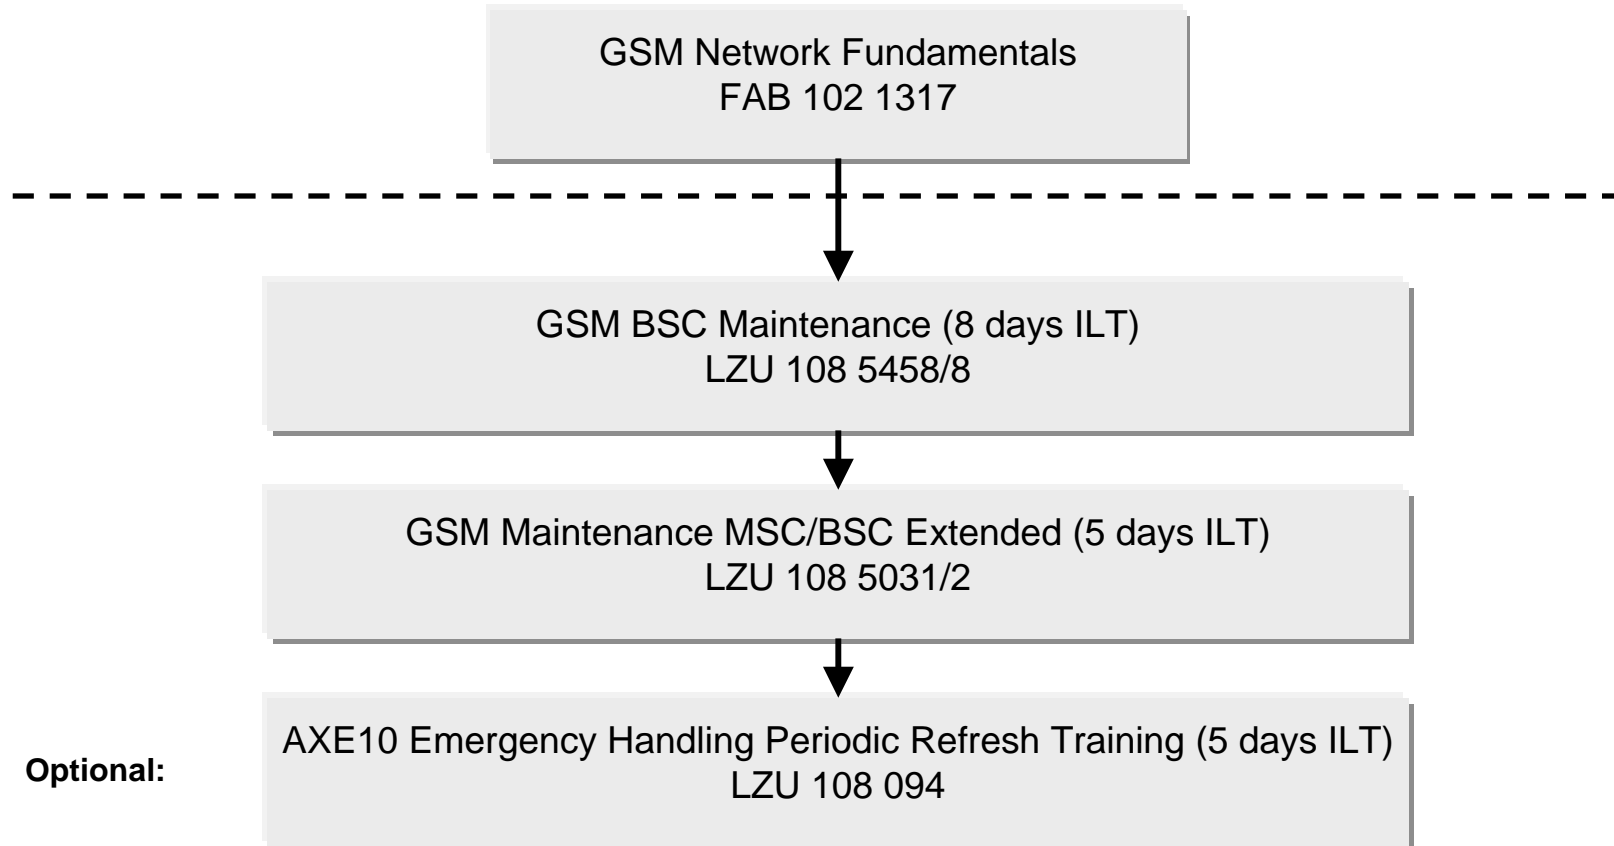 GSM Network Fundamentals
FAB 102 1317
GSM BSC Maintenance (8 days ILT)
LZU 108 5458/8
GSM Maintenance MSC/BSC Extended (5 days ILT)
LZU 108 5031/2
Optional:
AXE10 Emergency Handling Periodic Refresh Training (5 days ILT)
LZU 108 094